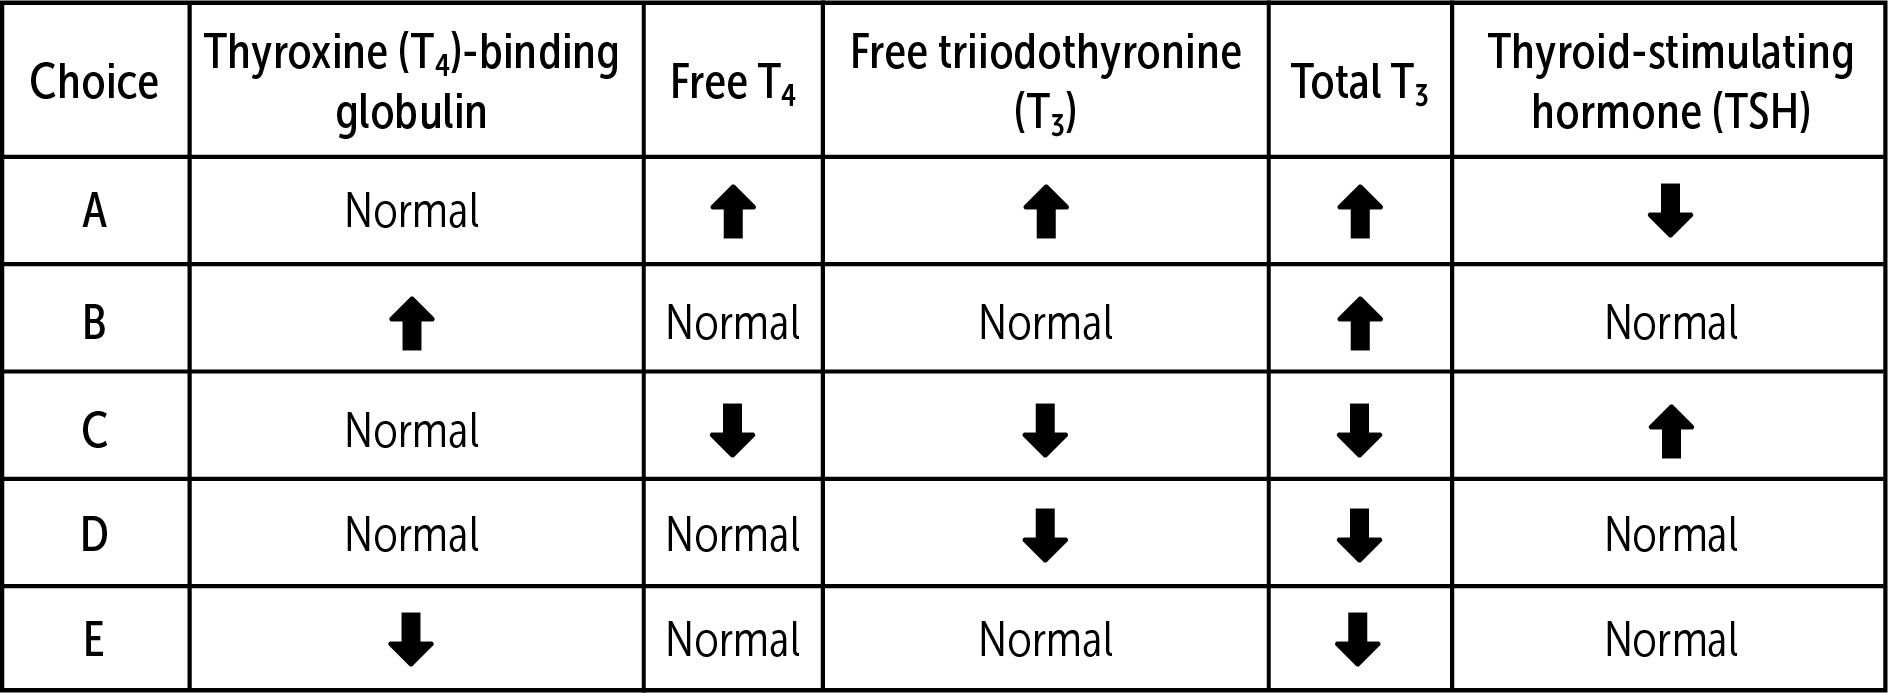 Choice Thyroxine (T₄)-binding globulin Free T₄ Free triiodothyronine (T₃) Total T₃ Thyroid-stimulating hormone (TSH)
A Normal ↑ ↑ ↑ ↓
B ↑ Normal Normal ↑ Normal
C Normal ↓ ↓ ↓ ↑
D Normal Normal ↓ ↓ Normal
E ↓ Normal Normal ↓ Normal